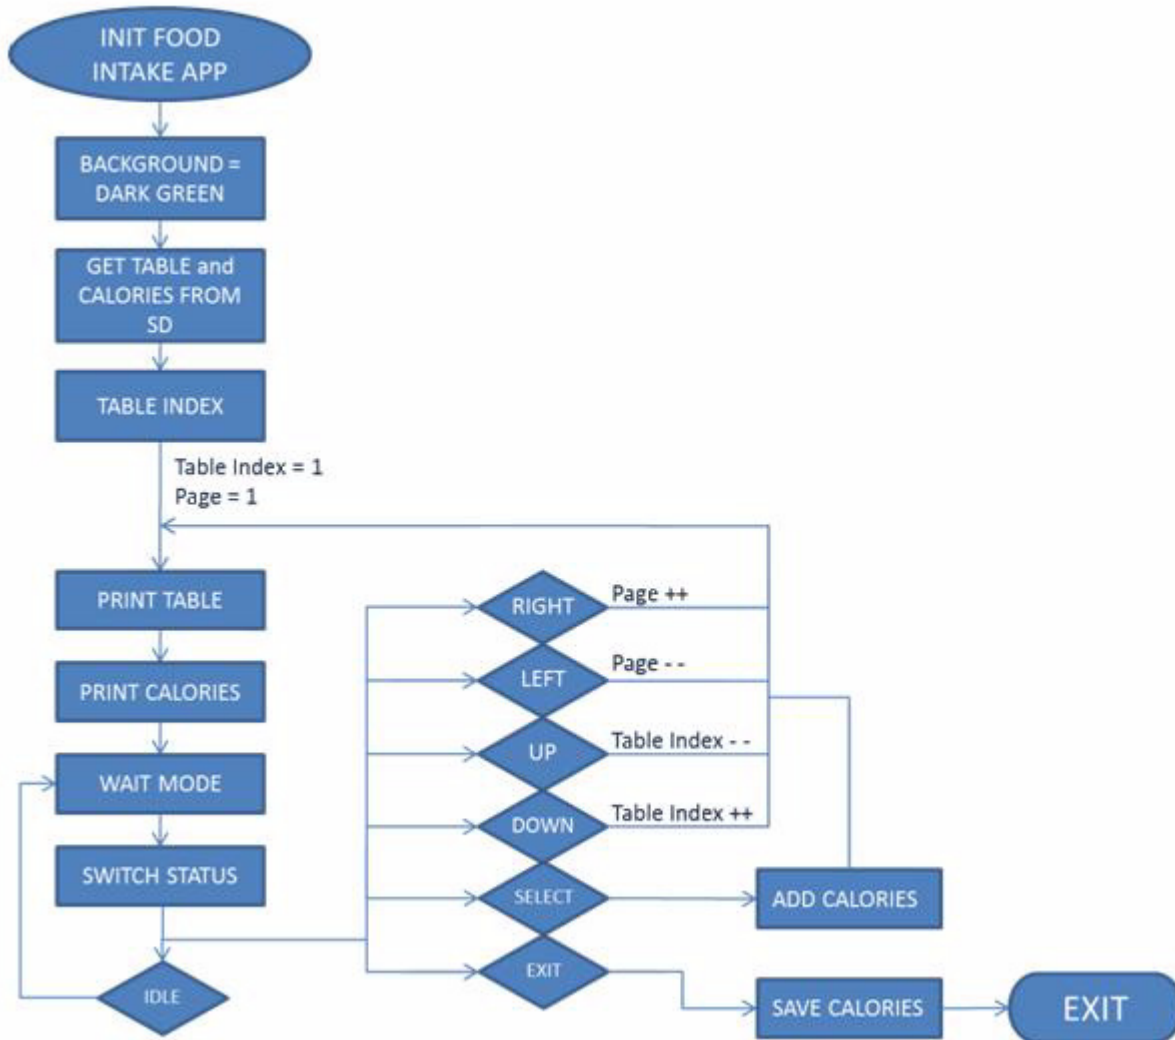 INIT FOOD
INTAKE APP
BACKGROUND =
DARK GREEN
GET TABLE and
CALORIES FROM
SD
TABLE INDEX
Table Index = 1
Page = 1
PRINT TABLE
PRINT CALORIES
WAIT MODE
SWITCH STATUS
IDLE
RIGHT
Page ++
LEFT
Page - -
UP
Table Index - -
DOWN
Table Index ++
SELECT
ADD CALORIES
EXIT
SAVE CALORIES
EXIT